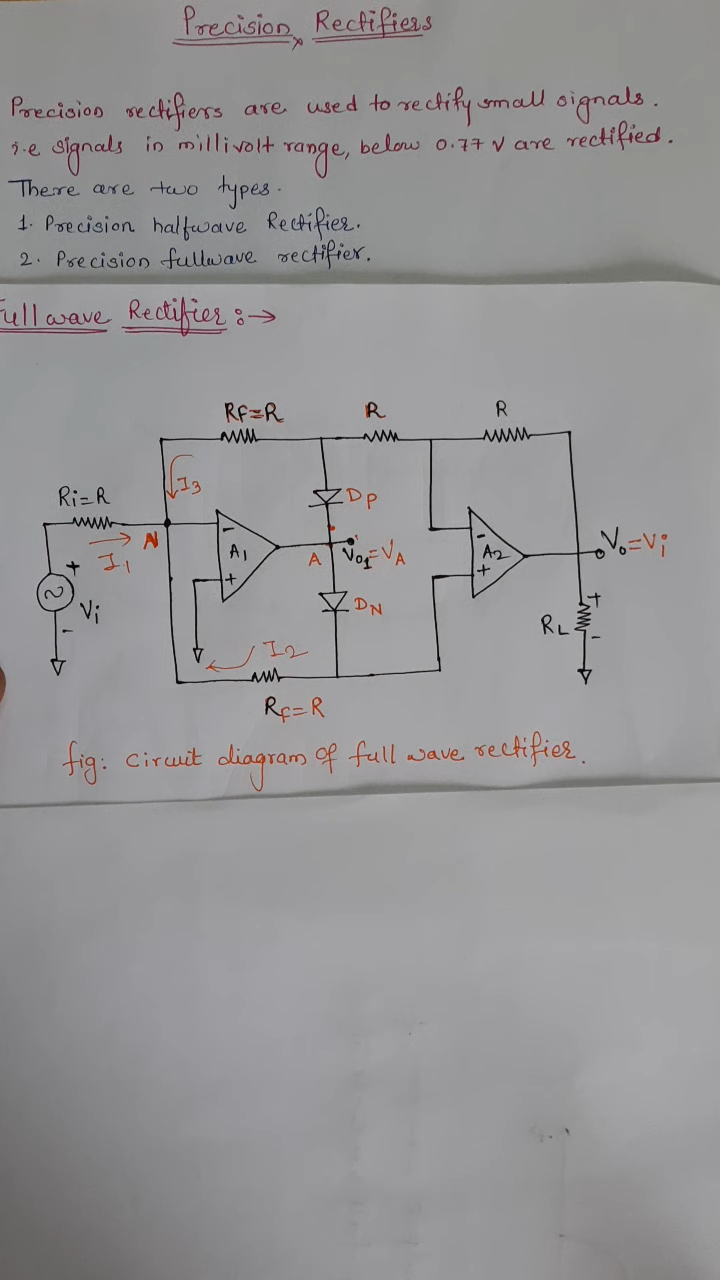 Precision Rectifiers
Precision rectifiers are used to rectify small signals.
i.e signals in millivolt range, below 0.77 V are rectified.
There are two types.
1. Precision halfwave Rectifier.
2. Precision fullwave rectifier.
Full wave Rectifier :→
RF=R R R
I3
Ri=R
DP
N
I1
- A1 +
A Vo1=VA
- A2 +
Vo=Vi
+ Vi -
DN
RL + -
I2
RF=R
fig: circuit diagram of full wave rectifier.